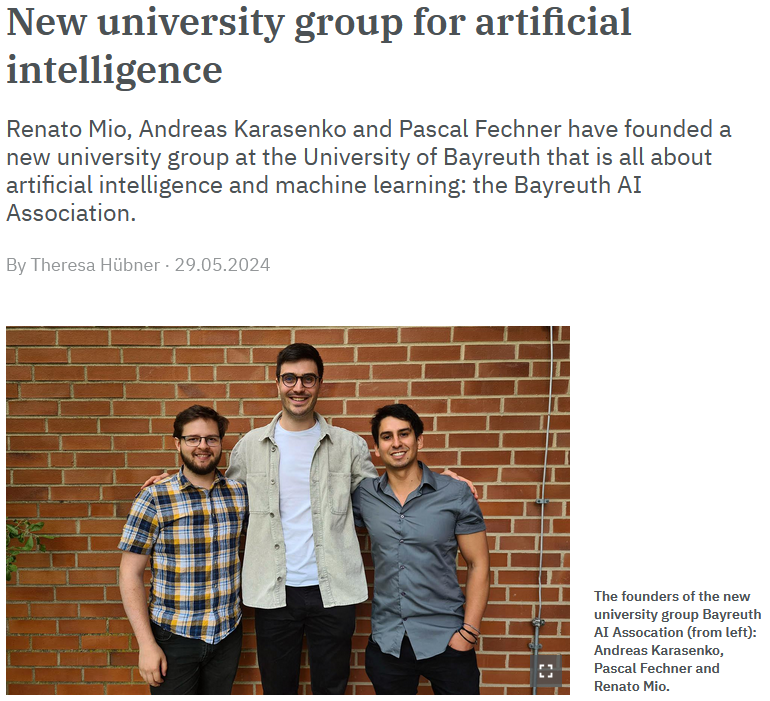 New university group for artificial
intelligence
Renato Mio, Andreas Karasenko and Pascal Fechner have founded a
new university group at the University of Bayreuth that is all about
artificial intelligence and machine learning: the Bayreuth AI
Association.
By Theresa Hübner · 29.05.2024
The founders of the new
university group Bayreuth
AI Assocation (from left):
Andreas Karasenko,
Pascal Fechner and
Renato Mio.